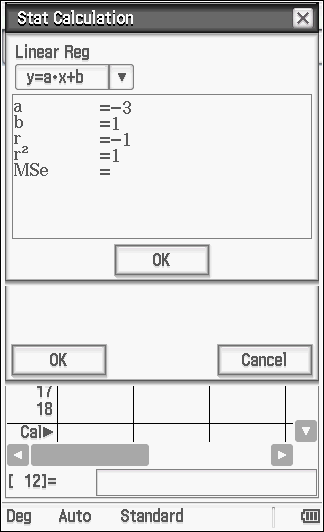 Stat Calculation
Linear Reg
y=a•x+b
a =-3
b =1
r =-1
r² =1
MSe =
OK
OK Cancel
17
18
Cal▶
[ 12]=
Deg Auto Standard